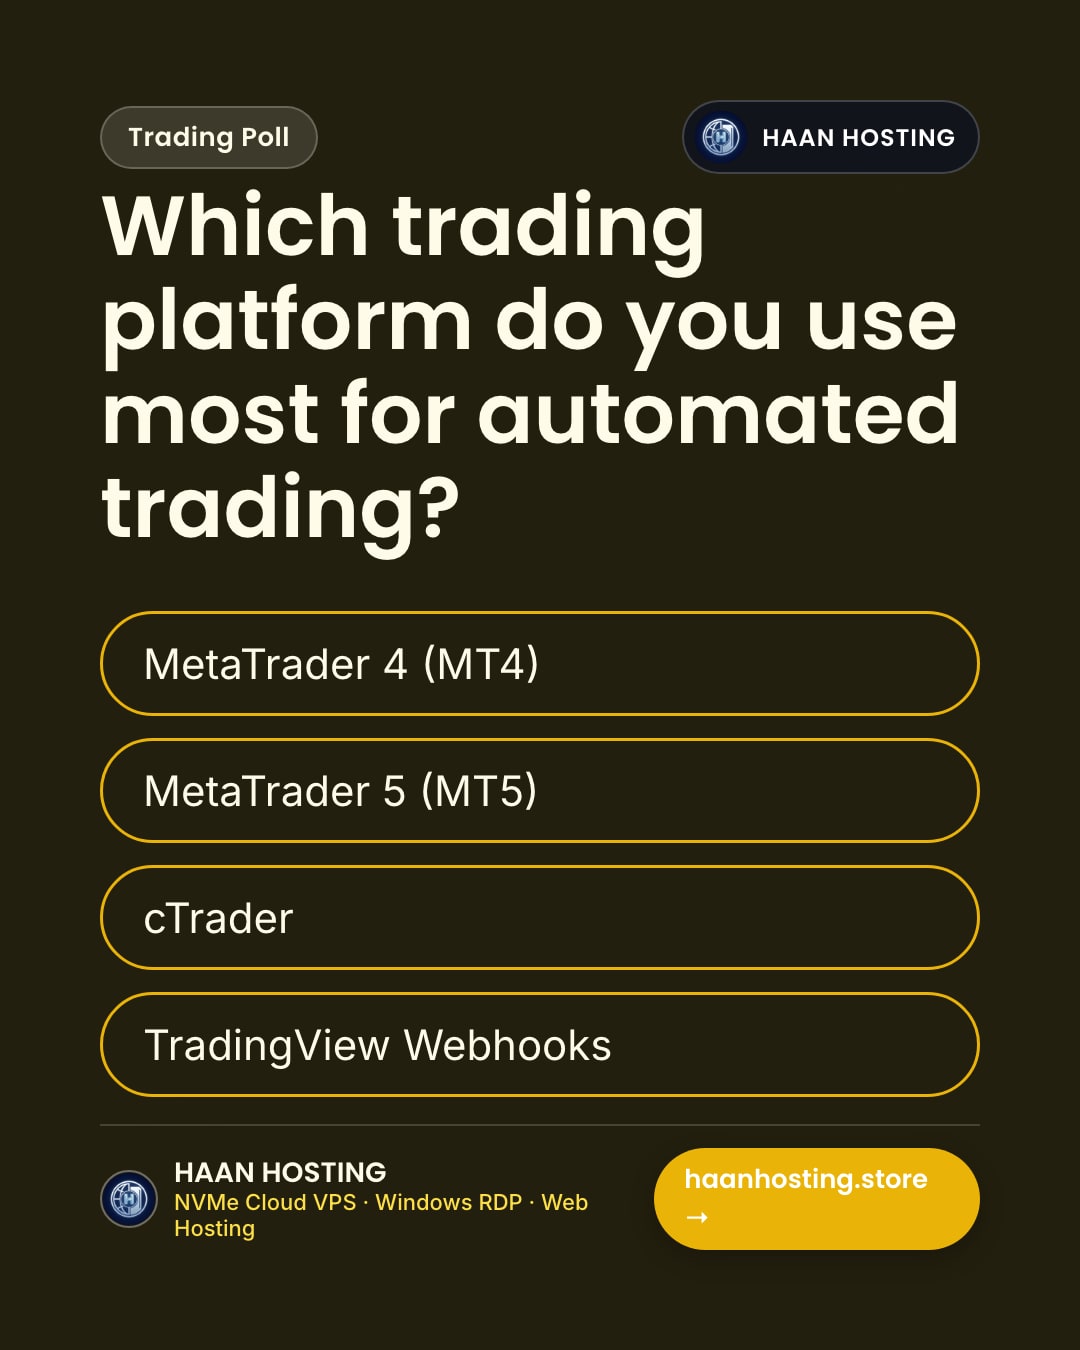 Trading Poll
HAAN HOSTING
Which trading
platform do you use
most for automated
trading?
MetaTrader 4 (MT4)
MetaTrader 5 (MT5)
cTrader
TradingView Webhooks
HAAN HOSTING
NVMe Cloud VPS · Windows RDP · Web
Hosting
haanhosting.store
→